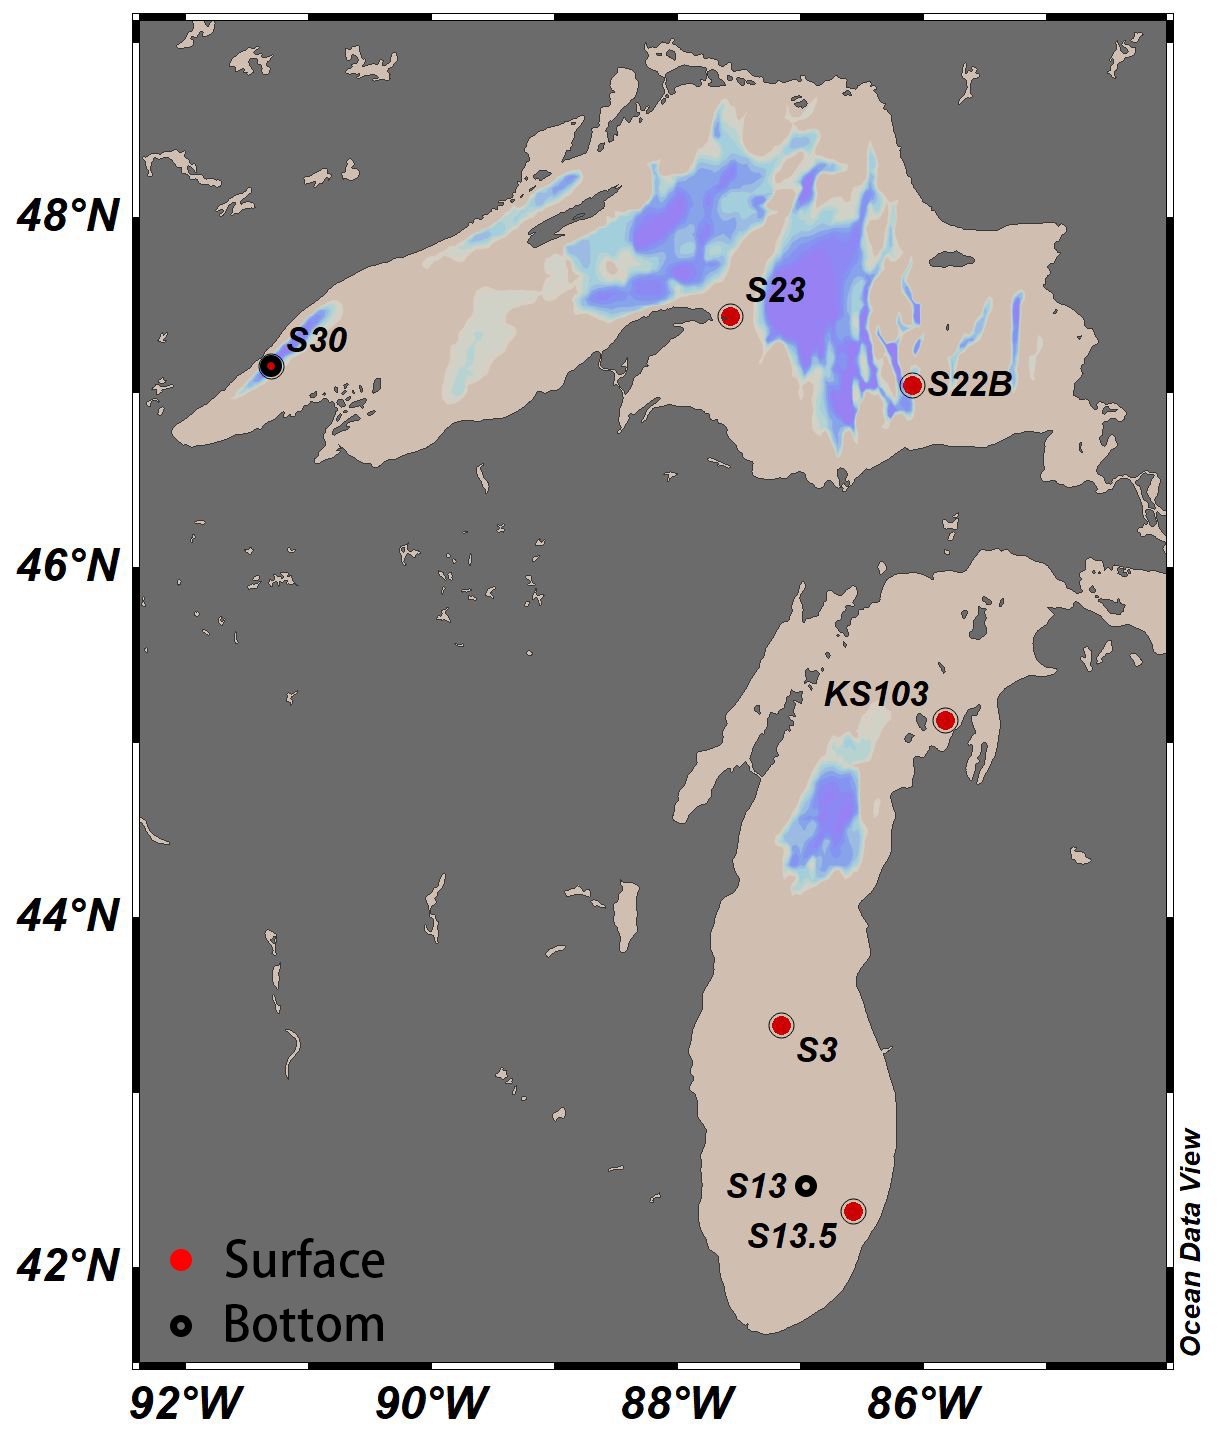 48°N
S23
S30
S22B
46°N
KS103
44°N
S3
S13
S13.5
42°N
Surface
Bottom
Ocean Data View
92°W 90°W 88°W 86°W